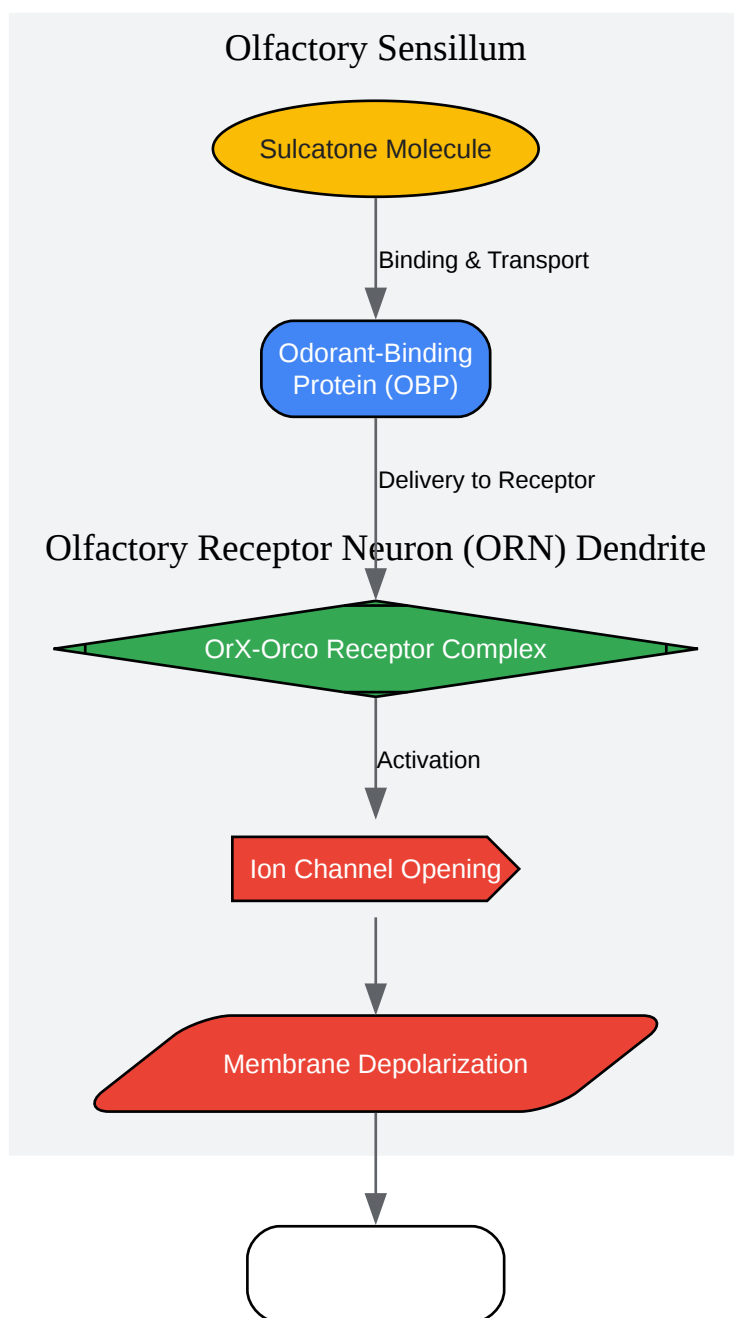 Olfactory Sensillum
Sulcatone Molecule
Binding & Transport
Odorant-Binding
Protein (OBP)
Delivery to Receptor
Olfactory Receptor Neuron (ORN) Dendrite
OrX-Orco Receptor Complex
Activation
Ion Channel Opening
Membrane Depolarization